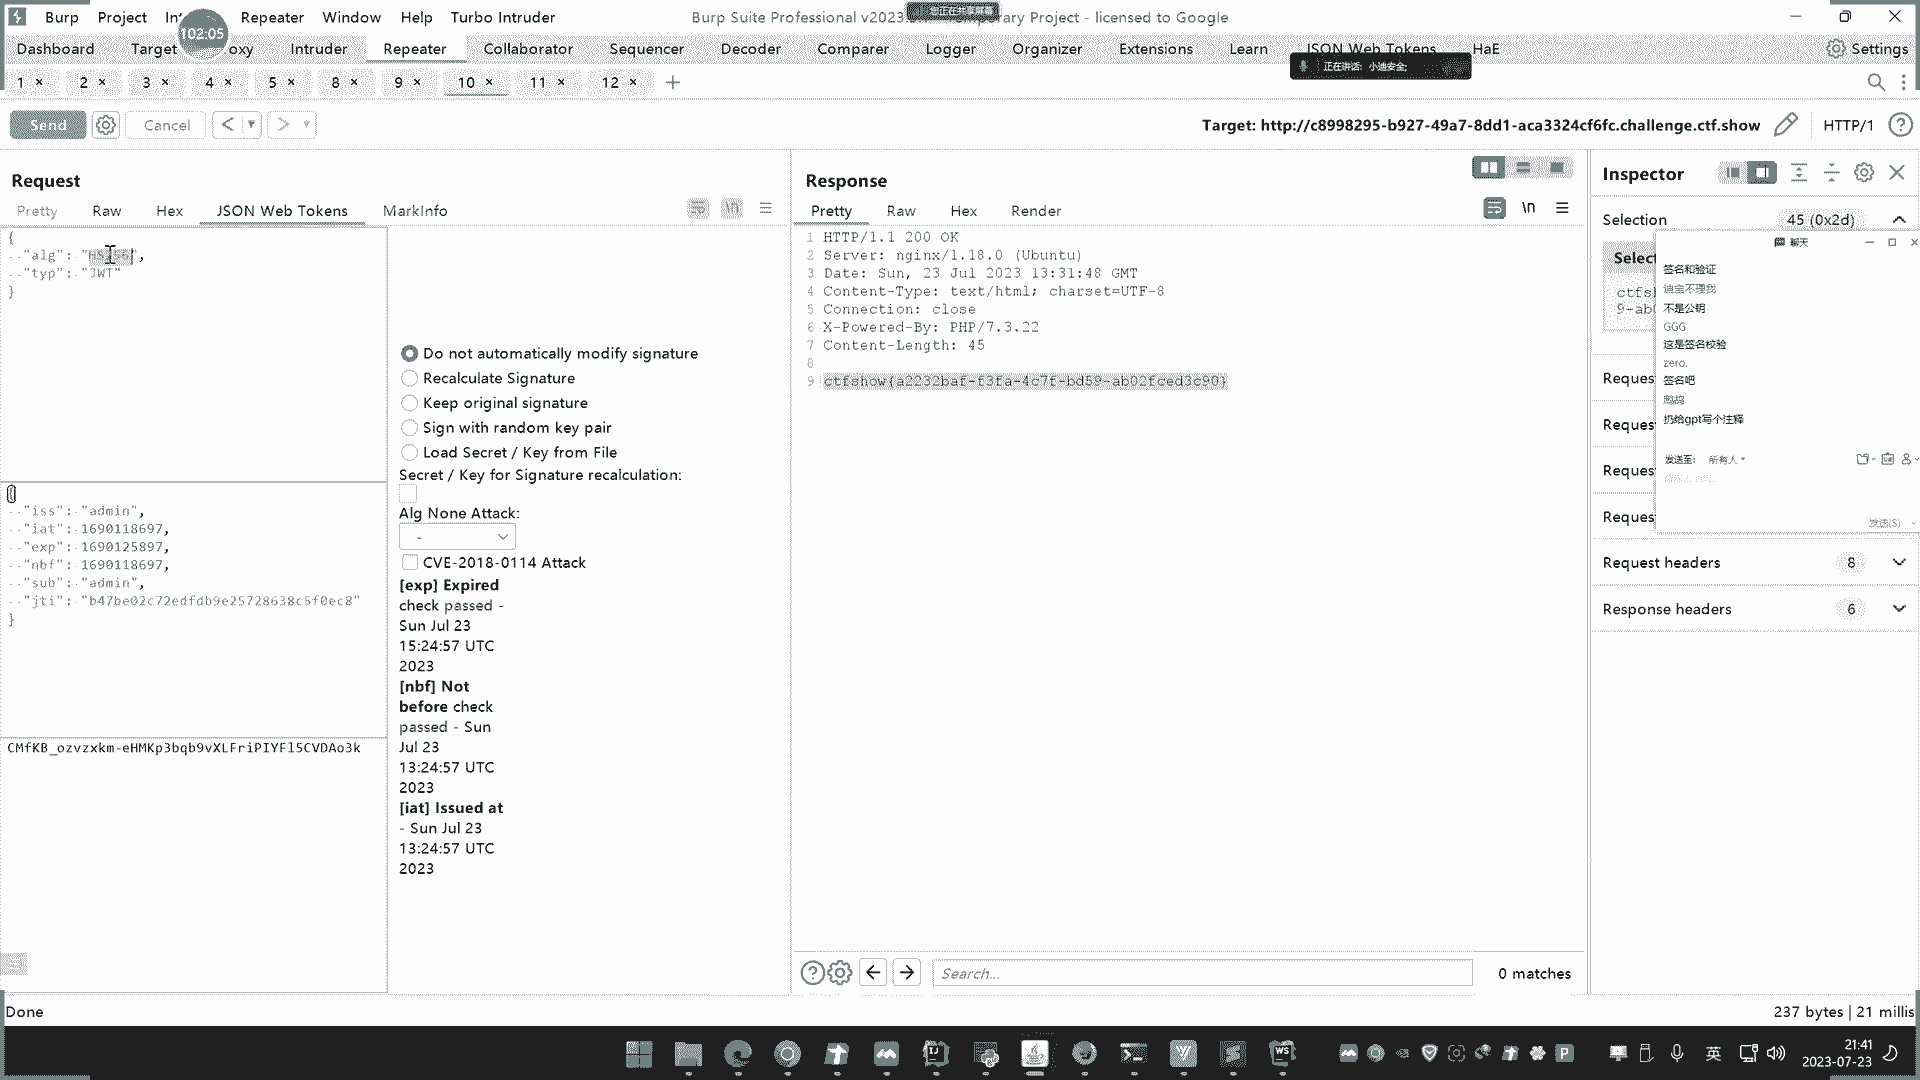 Burp Project Repeater Window Help Turbo Intruder
Burp Suite Professional v2023. Project - licensed to Google
102:05
Dashboard Target Intruder Repeater Collaborator Sequencer Decoder Comparer Logger Organizer Extensions Learn JSON Web Tokens HaE Settings
正在讲话: 小迪安全;
1 × 2 × 3 × 4 × 5 × 8 × 9 × 10 × 11 × 12 × +
Send Cancel < >
Target: http://c8998295-b927-49a7-8dd1-aca3324cf6fc.challenge.ctf.show HTTP/1
Request
Pretty Raw Hex JSON Web Tokens MarkInfo
{
"alg": "HS256",
"typ": "JWT"
}
{
"iss": "admin",
"iat": 1690118697,
"exp": 1690125897,
"nbf": 1690118697,
"sub": "admin",
"jti": "b47be02c72edfdb9e25728638c5f0ec8"
}
CMfKB_ozvzxkm-eHMKp3bqb9vXLFriPIYFl5CVDAo3k
Do not automatically modify signature
Recalculate Signature
Keep original signature
Sign with random key pair
Load Secret / Key from File
Secret / Key for Signature recalculation:
Alg None Attack:
-
CVE-2018-0114 Attack
[exp] Expired
check passed -
Sun Jul 23
15:24:57 UTC
2023
[nbf] Not
before check
passed - Sun
Jul 23
13:24:57 UTC
2023
[iat] Issued at
- Sun Jul 23
13:24:57 UTC
2023
Response
Pretty Raw Hex Render
\n
1 HTTP/1.1 200 OK
2 Server: nginx/1.18.0 (Ubuntu)
3 Date: Sun, 23 Jul 2023 13:31:48 GMT
4 Content-Type: text/html; charset=UTF-8
5 Connection: close
6 X-Powered-By: PHP/7.3.22
7 Content-Length: 45
8
9 ctfshow{a2232baf-f3fa-4c7f-bd59-ab02fced3c90}
Search...
0 matches
Inspector
Selection 45 (0x2d)
聊天
签名和验证
迪宝不理我
不是公钥
GGG
这是签名校验
zero.
签名吧
扔给gpt写个注释
发送至: 所有人
发送(S)
Request headers 8
Response headers 6
Done
237 bytes | 21 millis
英
21:41
2023-07-23